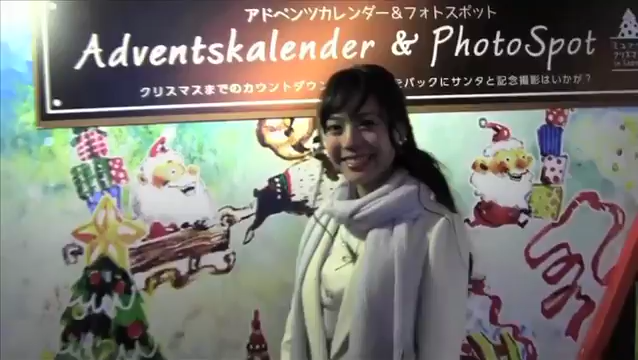 アドベンツカレンダー＆フォトスポット
Adventskalender & PhotoSpot
クリスマスまでのカウントダウン
をバックにサンタと記念撮影はいかが？